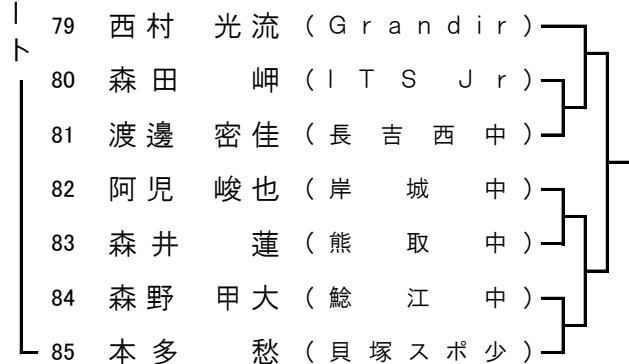 ート
79 西村 光流 (Grandir)
80 森田 岬 (ITS Jr)
81 渡邊 密佳 (長吉西中)
82 阿児 峻也 (岸城中)
83 森井 蓮 (熊取中)
84 森野 甲大 (鯰江中)
85 本多 愁 (貝塚スポ少)